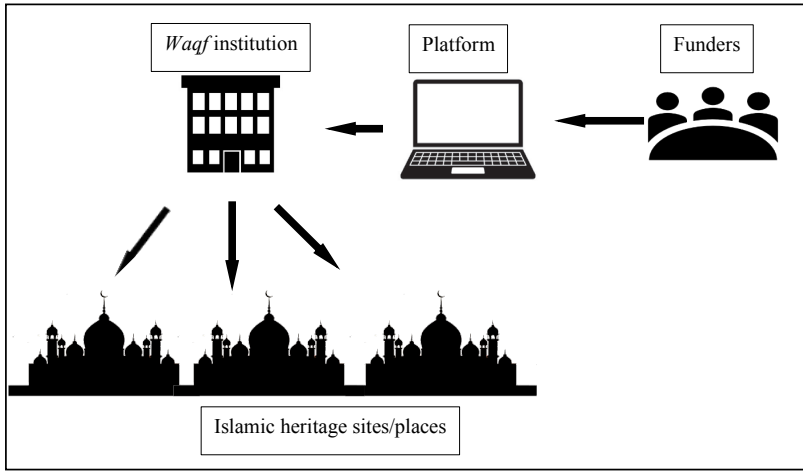 Waqf institution
Platform
Funders
Islamic heritage sites/places